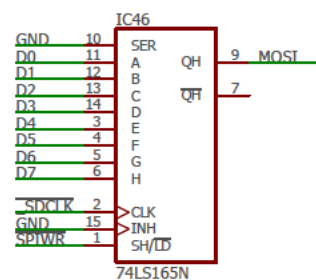 IC46
GND 10 SER
D0 11 A QH 9 MOSI
D1 12 B
D2 13 C QH 7
D3 14 D
D4 3 E
D5 4 F
D6 5 G
D7 6 H
_SDCLK 2 CLK
GND 15 INH
SPIWR 1 SH/LD
74LS165N